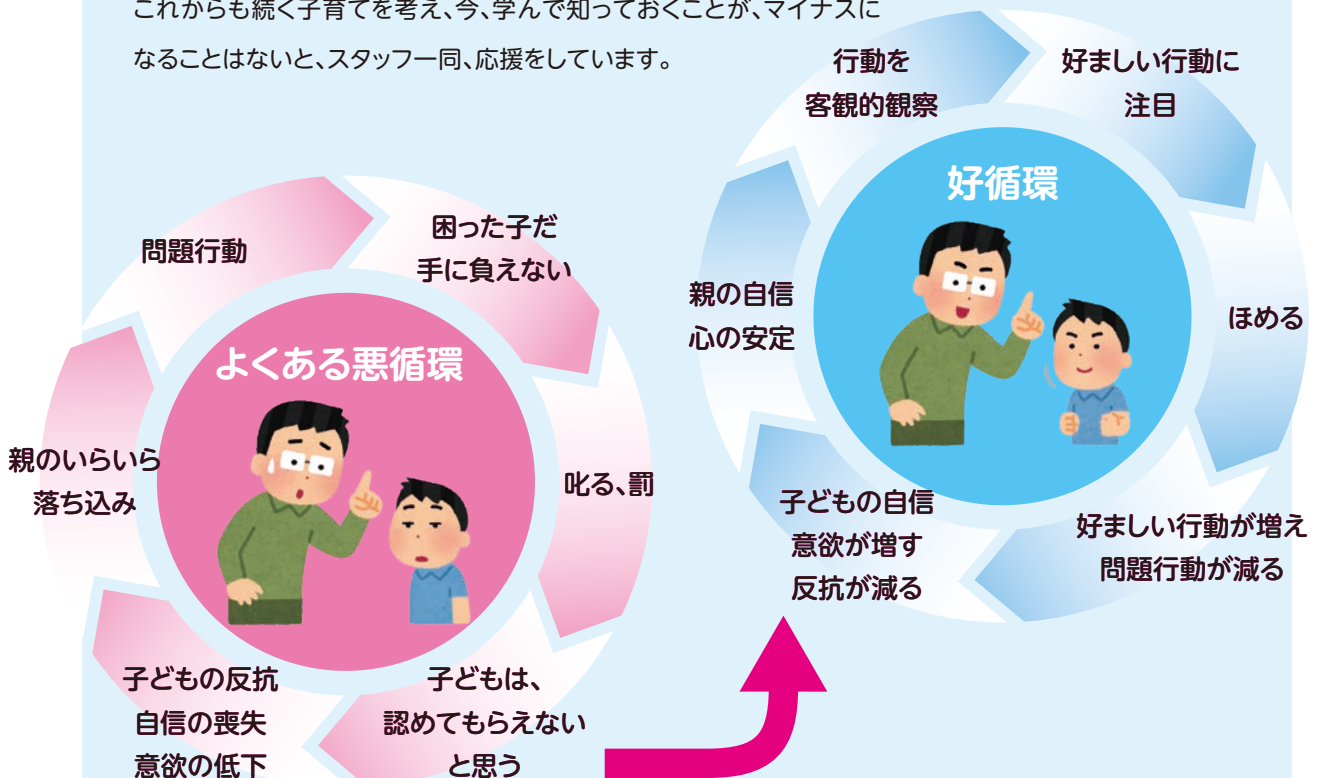 これからも続く子育てを考え、今、学んで知っておくことが、マイナスに
なることはないと、スタッフ一同、応援をしています。
好循環
行動を
客観的観察
好ましい行動に
注目
ほめる
好ましい行動が増え
問題行動が減る
子どもの自信
意欲が増す
反抗が減る
親の自信
心の安定
よくある悪循環
問題行動
困った子だ
手に負えない
叱る、罰
子どもは、
認めてもらえない
と思う
子どもの反抗
自信の喪失
意欲の低下
親のいらいら
落ち込み